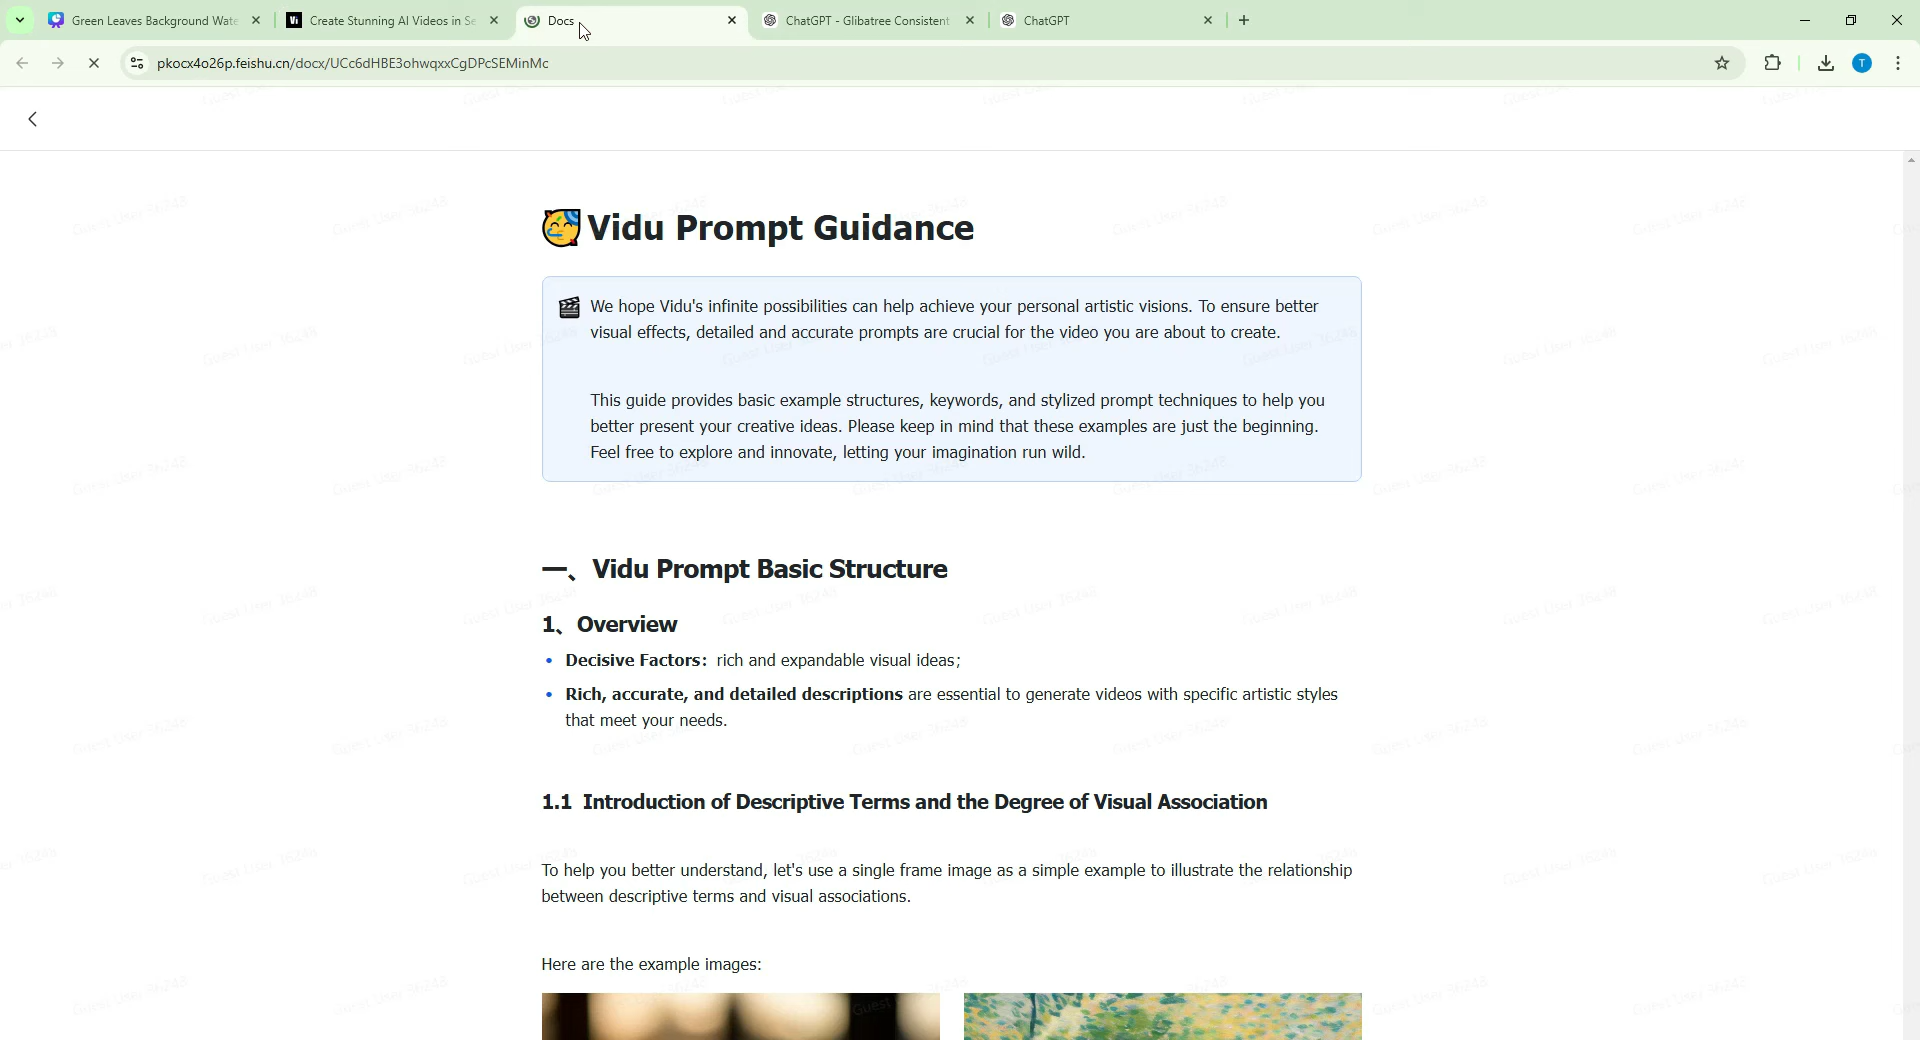 Green Leaves Background Wate
Create Stunning AI Videos in Se
Docs
ChatGPT - Glibatree Consistent
ChatGPT
pkocx4o26p.feishu.cn/docx/UCc6dHBE3ohwqxxCgDPcSEMinMc
T
🥳Vidu Prompt Guidance
🎬 We hope Vidu's infinite possibilities can help achieve your personal artistic visions. To ensure better
visual effects, detailed and accurate prompts are crucial for the video you are about to create.
This guide provides basic example structures, keywords, and stylized prompt techniques to help you
better present your creative ideas. Please keep in mind that these examples are just the beginning.
Feel free to explore and innovate, letting your imagination run wild.
一、Vidu Prompt Basic Structure
1、Overview
• Decisive Factors：rich and expandable visual ideas；
• Rich, accurate, and detailed descriptions are essential to generate videos with specific artistic styles
that meet your needs.
1.1 Introduction of Descriptive Terms and the Degree of Visual Association
To help you better understand, let's use a single frame image as a simple example to illustrate the relationship
between descriptive terms and visual associations.
Here are the example images: